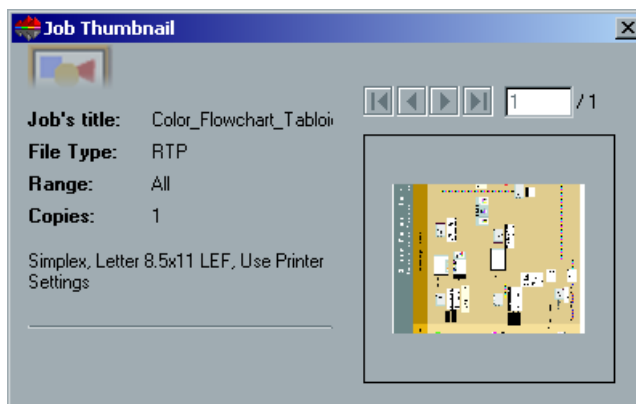 Job Thumbnail
Job's title: Color_Flowchart_Tabloi
1 / 1
File Type: RTP
Range: All
Copies: 1
Simplex, Letter 8.5x11 LEF, Use Printer
Settings